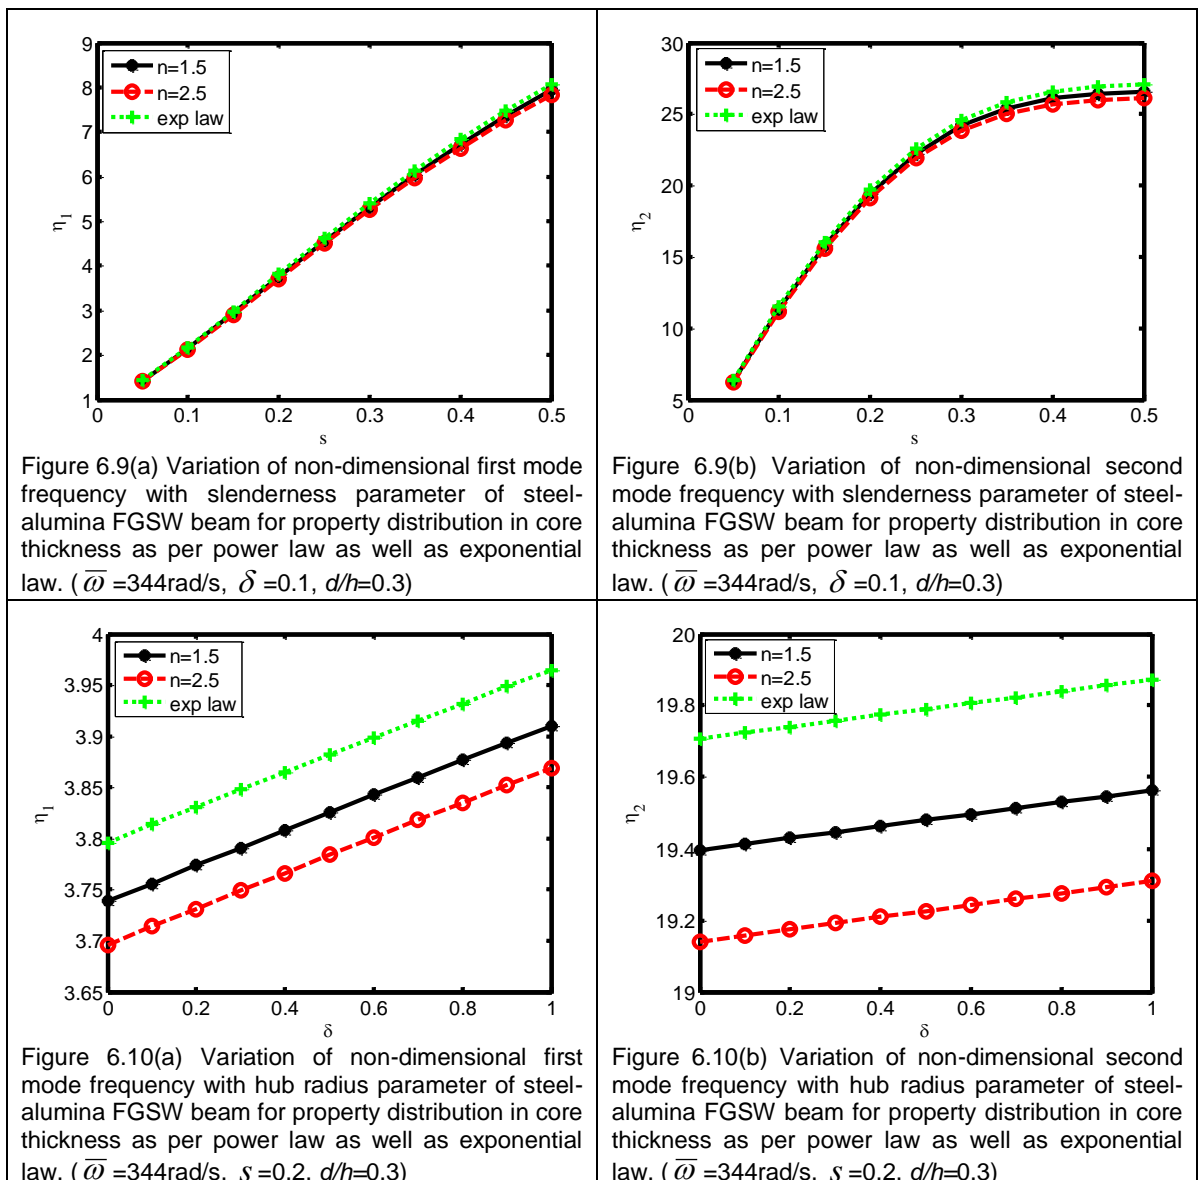 9
8
7
6
5
4
3
2
1
η1
n=1.5
n=2.5
exp law
0 0.1 0.2 0.3 0.4 0.5
s
Figure 6.9(a) Variation of non-dimensional first mode
frequency with slenderness parameter of steel-
alumina FGSW beam for property distribution in core
thickness as per power law as well as exponential
law. ( ω̅ =344rad/s, δ =0.1, d/h=0.3)
30
25
20
15
10
5
η2
n=1.5
n=2.5
exp law
0 0.1 0.2 0.3 0.4 0.5
s
Figure 6.9(b) Variation of non-dimensional second
mode frequency with slenderness parameter of steel-
alumina FGSW beam for property distribution in core
thickness as per power law as well as exponential
law. ( ω̅ =344rad/s, δ =0.1, d/h=0.3)
4
3.95
3.9
3.85
3.8
3.75
3.7
3.65
η1
n=1.5
n=2.5
exp law
0 0.2 0.4 0.6 0.8 1
δ
Figure 6.10(a) Variation of non-dimensional first
mode frequency with hub radius parameter of steel-
alumina FGSW beam for property distribution in core
thickness as per power law as well as exponential
law. ( ω̅ =344rad/s, s =0.2, d/h=0.3)
20
19.8
19.6
19.4
19.2
19
η2
n=1.5
n=2.5
exp law
0 0.2 0.4 0.6 0.8 1
δ
Figure 6.10(b) Variation of non-dimensional second
mode frequency with hub radius parameter of steel-
alumina FGSW beam for property distribution in core
thickness as per power law as well as exponential
law. ( ω̅ =344rad/s, s =0.2, d/h=0.3)